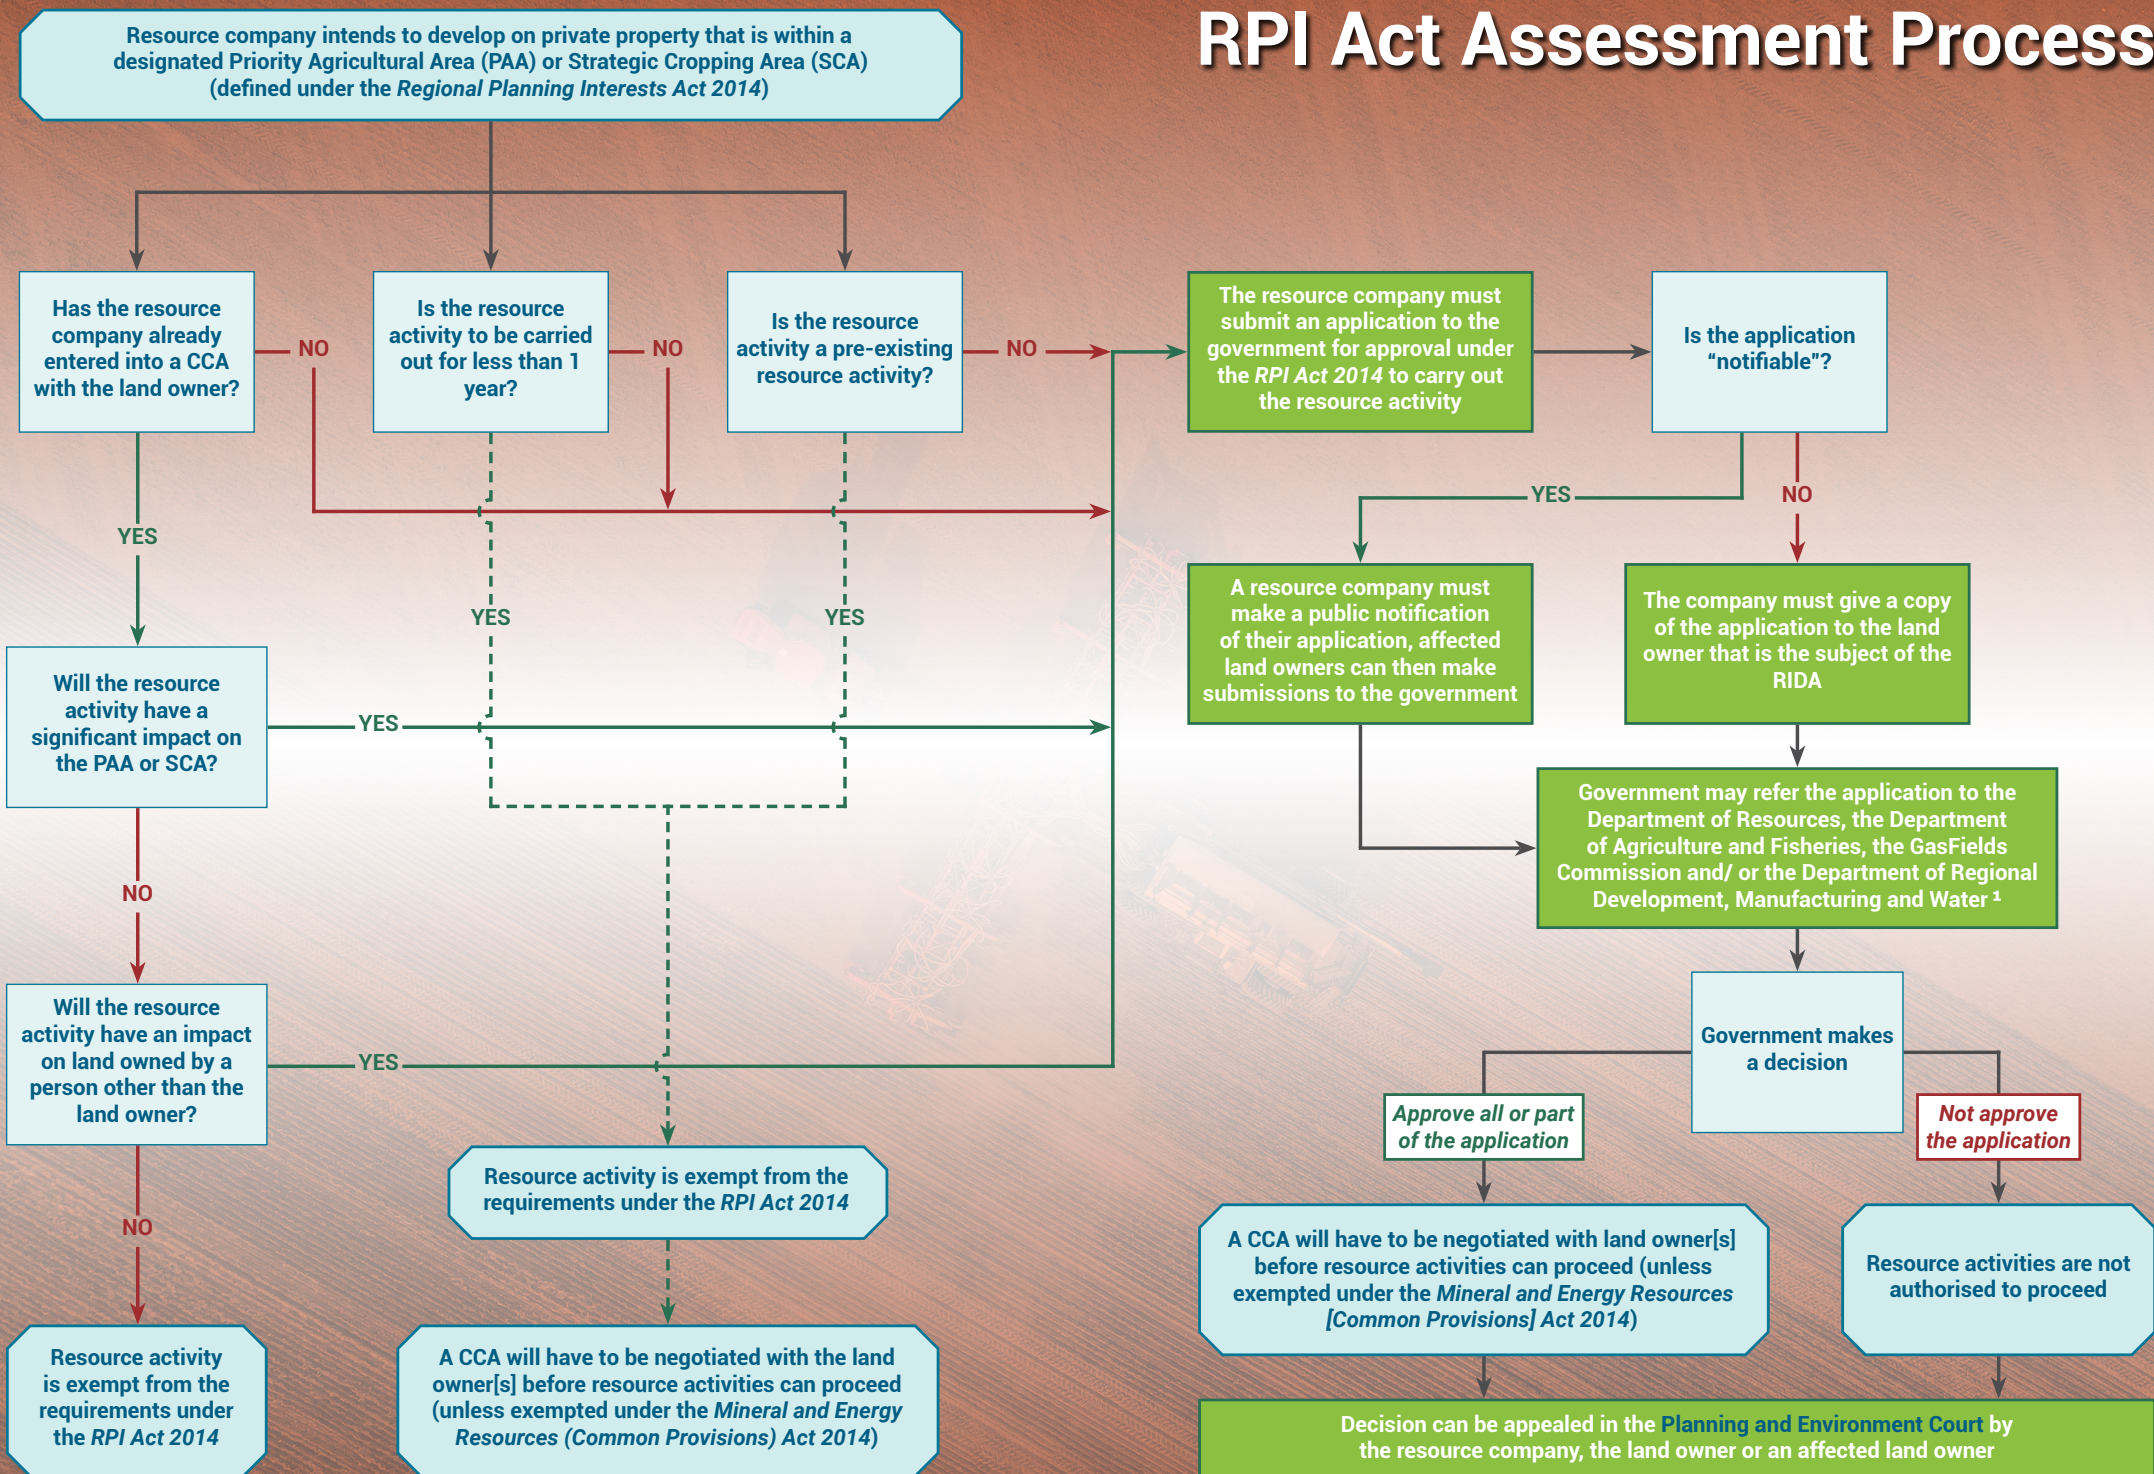 RPI Act Assessment Process
Resource company intends to develop on private property that is within a
designated Priority Agricultural Area (PAA) or Strategic Cropping Area (SCA)
(defined under the Regional Planning Interests Act 2014)
Has the resource
company already
entered into a CCA
with the land owner?
NO
Is the resource
activity to be carried
out for less than 1
year?
NO
Is the resource
activity a pre-existing
resource activity?
NO
The resource company must
submit an application to the
government for approval under
the RPI Act 2014 to carry out
the resource activity
Is the application
“notifiable”?
YES
NO
YES
YES
YES
A resource company must
make a public notification
of their application, affected
land owners can then make
submissions to the government
The company must give a copy
of the application to the land
owner that is the subject of the
RIDA
Will the resource
activity have a
significant impact on
the PAA or SCA?
YES
Government may refer the application to the
Department of Resources, the Department
of Agriculture and Fisheries, the GasFields
Commission and/ or the Department of Regional
Development, Manufacturing and Water ¹
NO
Will the resource
activity have an impact
on land owned by a
person other than the
land owner?
YES
Government makes
a decision
Approve all or part
of the application
Not approve
the application
Resource activity is exempt from the
requirements under the RPI Act 2014
NO
A CCA will have to be negotiated with land owner[s]
before resource activities can proceed (unless
exempted under the Mineral and Energy Resources
[Common Provisions] Act 2014)
Resource activities are not
authorised to proceed
Resource activity
is exempt from the
requirements under
the RPI Act 2014
A CCA will have to be negotiated with the land
owner[s] before resource activities can proceed
(unless exempted under the Mineral and Energy
Resources (Common Provisions) Act 2014)
Decision can be appealed in the Planning and Environment Court by
the resource company, the land owner or an affected land owner